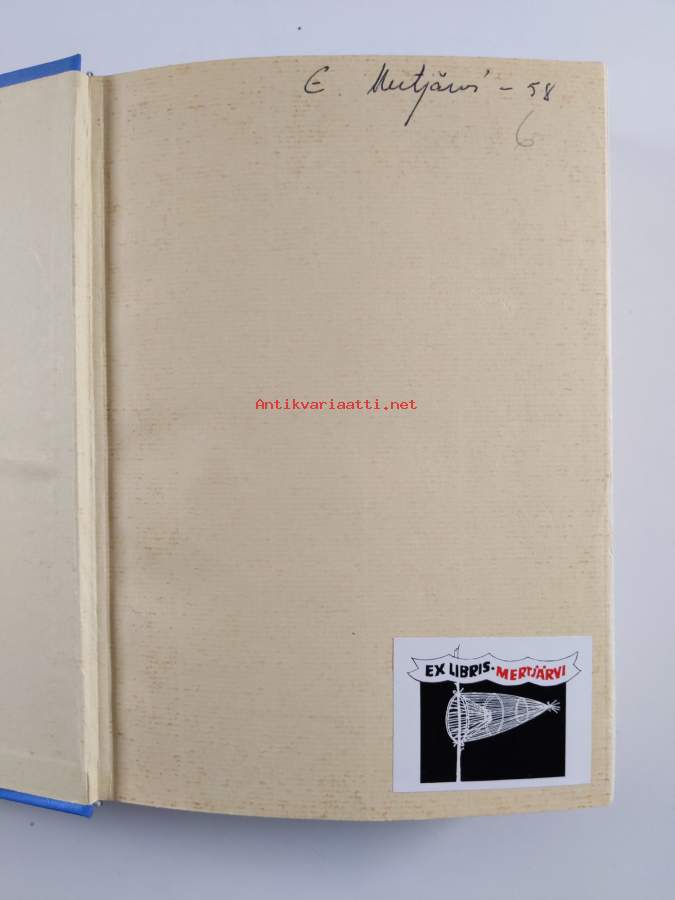 E. Mertjärvi - 58
6
Antikvariaatti.net
EX LIBRIS · MERTJÄRVI